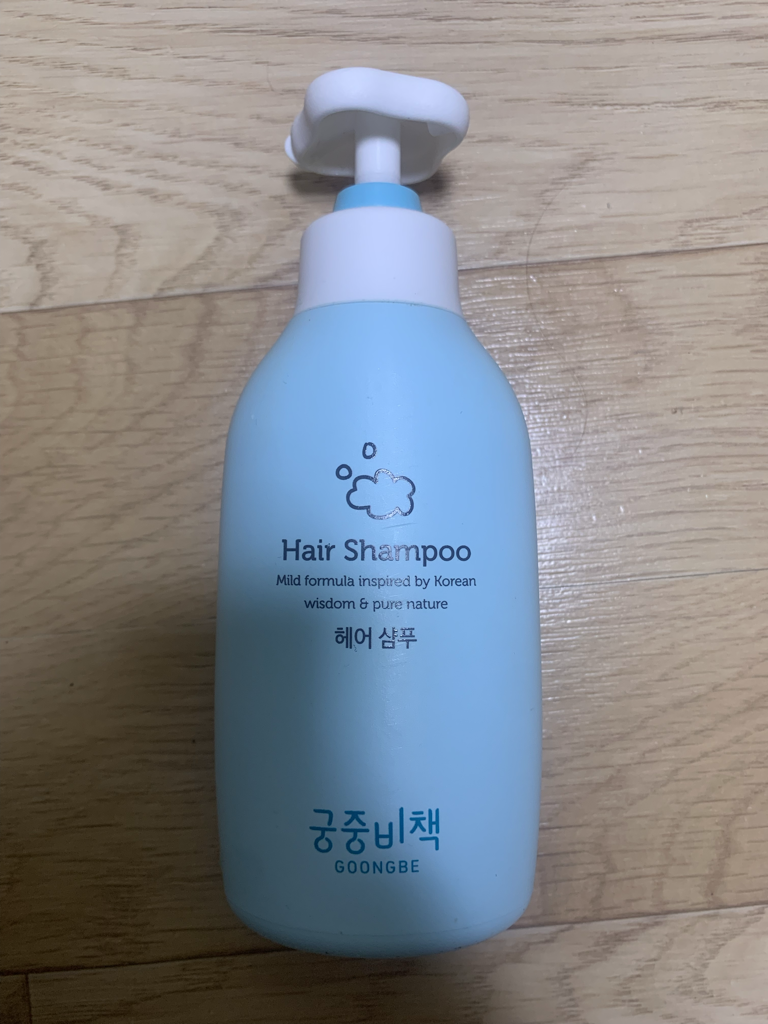 Hair Shampoo
Mild formula inspired by Korean
wisdom & pure nature
헤어 샴푸
궁중비책
GOONGBE